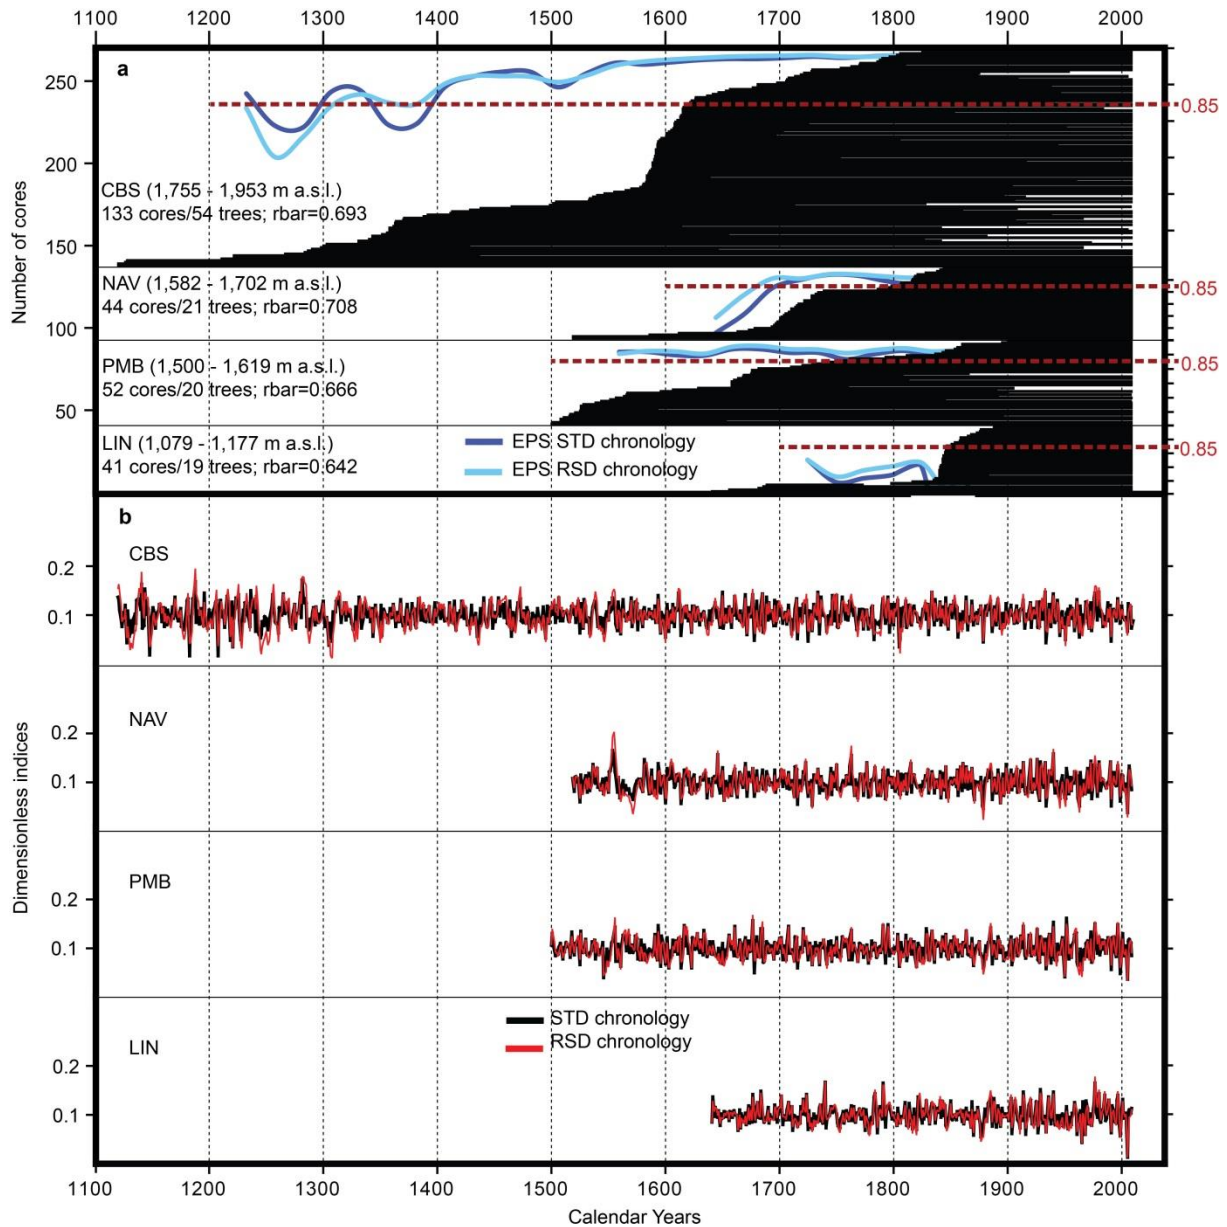 1100 1200 1300 1400 1500 1600 1700 1800 1900 2000
a
250
0.85
200
CBS (1,755 - 1,953 m a.s.l.)
133 cores/54 trees; rbar=0.693
150
Number of cores
NAV (1,582 - 1,702 m a.s.l.)
0.85
44 cores/21 trees; rbar=0.708
100
PMB (1,500 - 1,619 m a.s.l.)
0.85
52 cores/20 trees; rbar=0.666
50
LIN (1,079 - 1,177 m a.s.l.)
41 cores/19 trees; rbar=0.642
EPS STD chronology
EPS RSD chronology
0.85
b
CBS
0.2
0.1
NAV
0.2
0.1
Dimensionless indices
PMB
0.2
0.1
STD chronology
RSD chronology
LIN
0.2
0.1
1100 1200 1300 1400 1500 1600 1700 1800 1900 2000
Calendar Years